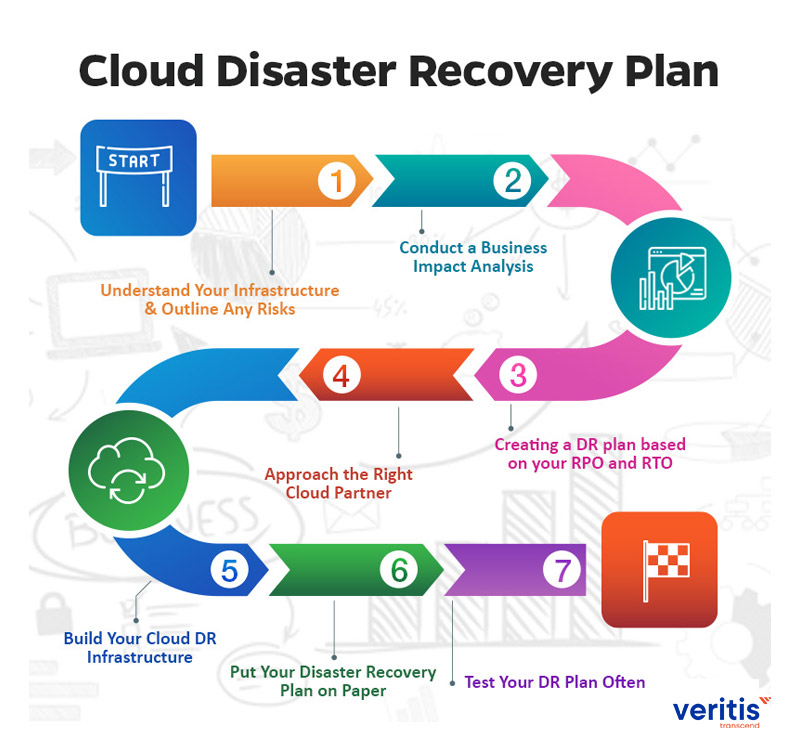 Cloud Disaster Recovery Plan
START
1
2
Conduct a Business
Impact Analysis
Understand Your Infrastructure
& Outline Any Risks
45%
4
3
Creating a DR plan based
on your RPO and RTO
Approach the Right
Cloud Partner
BUSINESS
5
6
7
Build Your Cloud DR
Infrastructure
Put Your Disaster Recovery
Plan on Paper
Test Your DR Plan Often
veritis
transcend